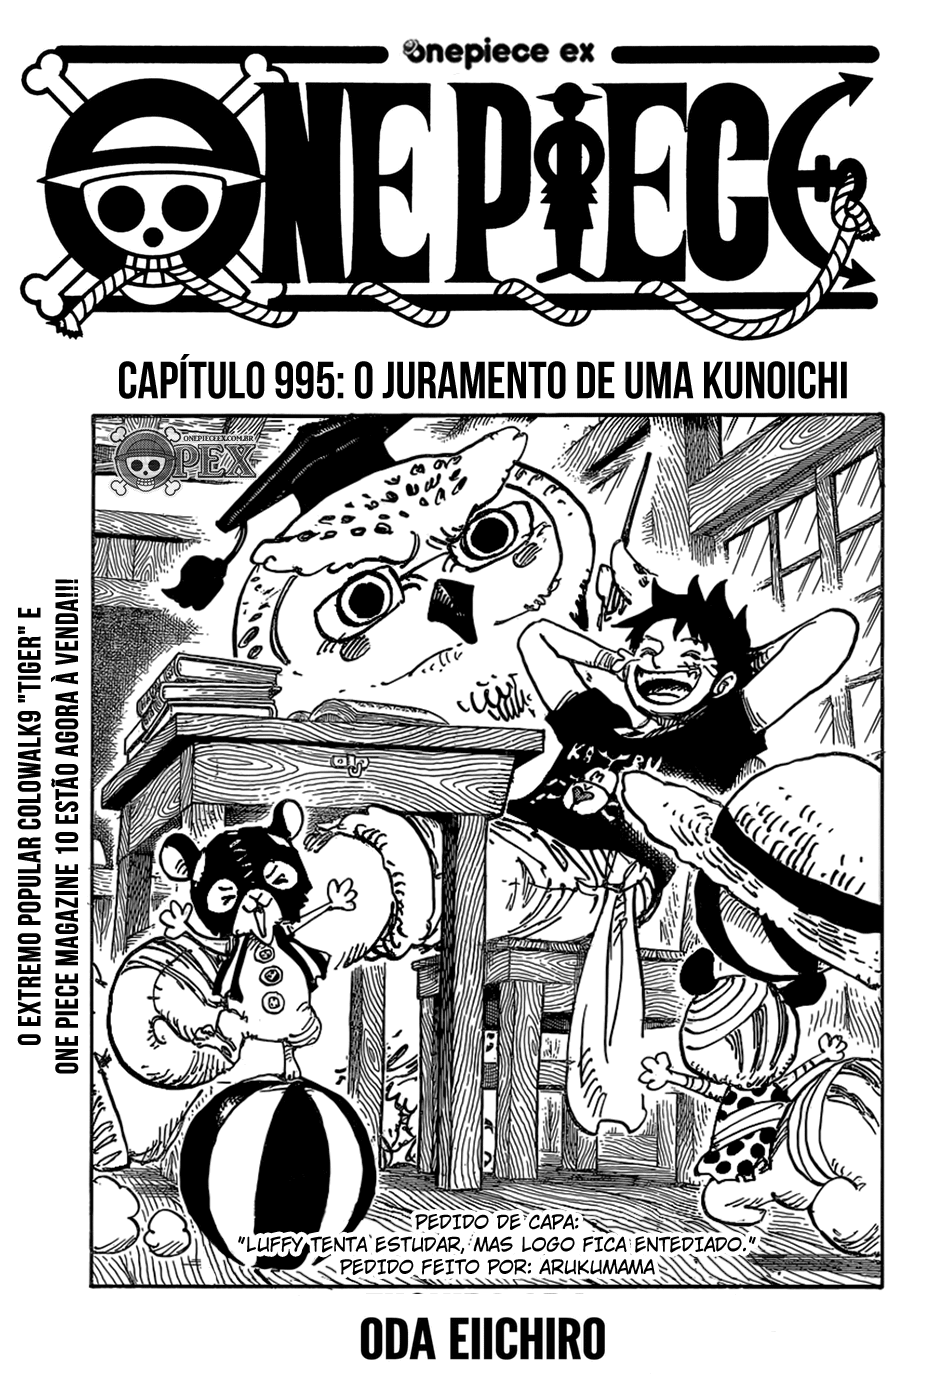 onepiece ex
ONE PIECE
CAPÍTULO 995: O JURAMENTO DE UMA KUNOICHI
ONEPIECEEX.COM.BR
OPEX
O EXTREMO POPULAR COLOWALK9 "TIGER" E
ONE PIECE MAGAZINE 10 ESTÃO AGORA À VENDA!!!
PEDIDO DE CAPA:
"LUFFY TENTA ESTUDAR, MAS LOGO FICA ENTEDIADO."
PEDIDO FEITO POR: ARUKUMAMA
ODA EIICHIRO